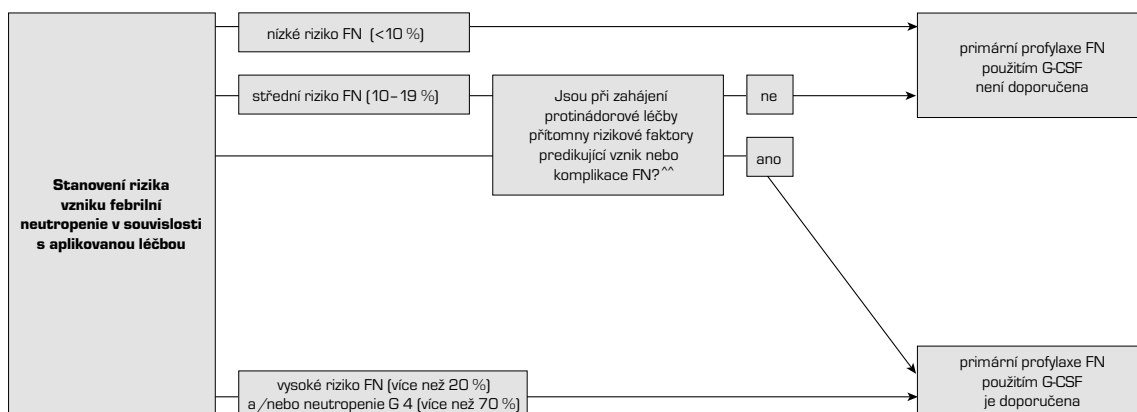 Stanovení rizika
vzniku febrilní
neutropenie v souvislosti
s aplikovanou léčbou
nízké riziko FN (<10 %)
střední riziko FN (10–19 %)
Jsou při zahájení
protinádorové léčby
přítomny rizikové faktory
predikující vznik nebo
komplikace FN?^^
ne
ano
primární profylaxe FN
použitím G-CSF
není doporučena
vysoké riziko FN (více než 20 %)
a/nebo neutropenie G 4 (více než 70 %)
primární profylaxe FN
použitím G-CSF
je doporučena